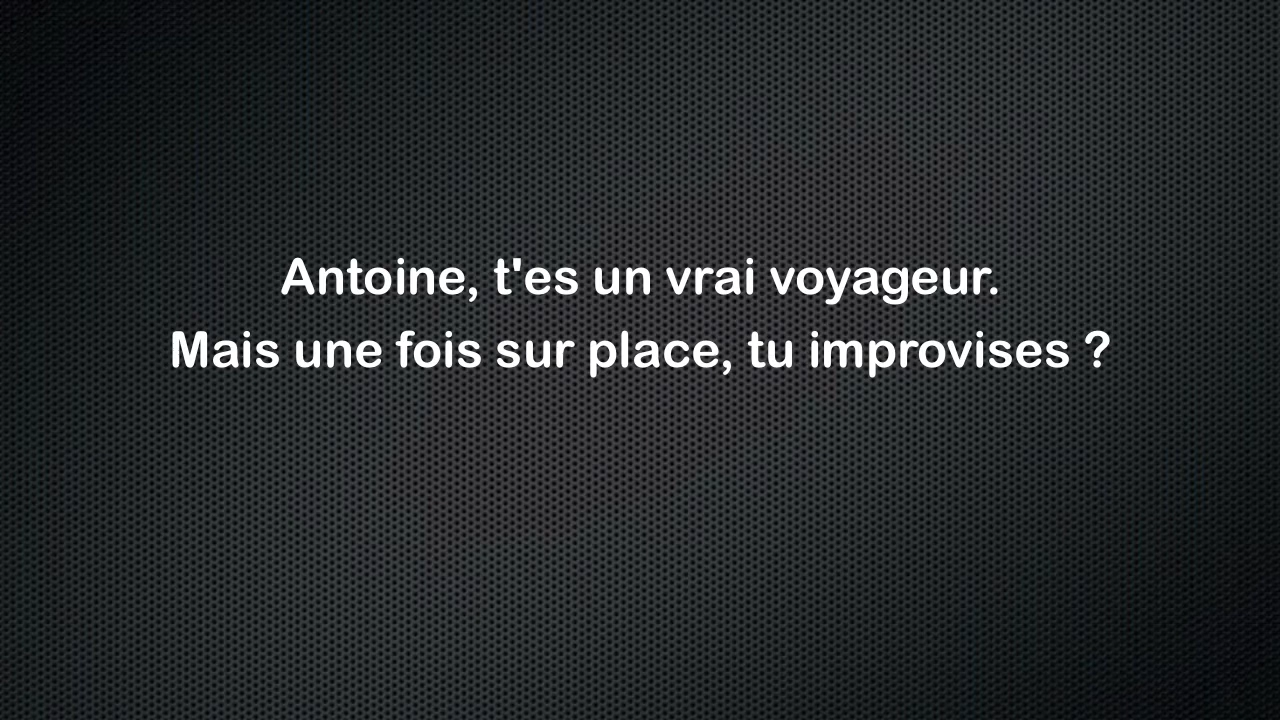 Antoine, t'es un vrai voyageur.
Mais une fois sur place, tu improvises ?